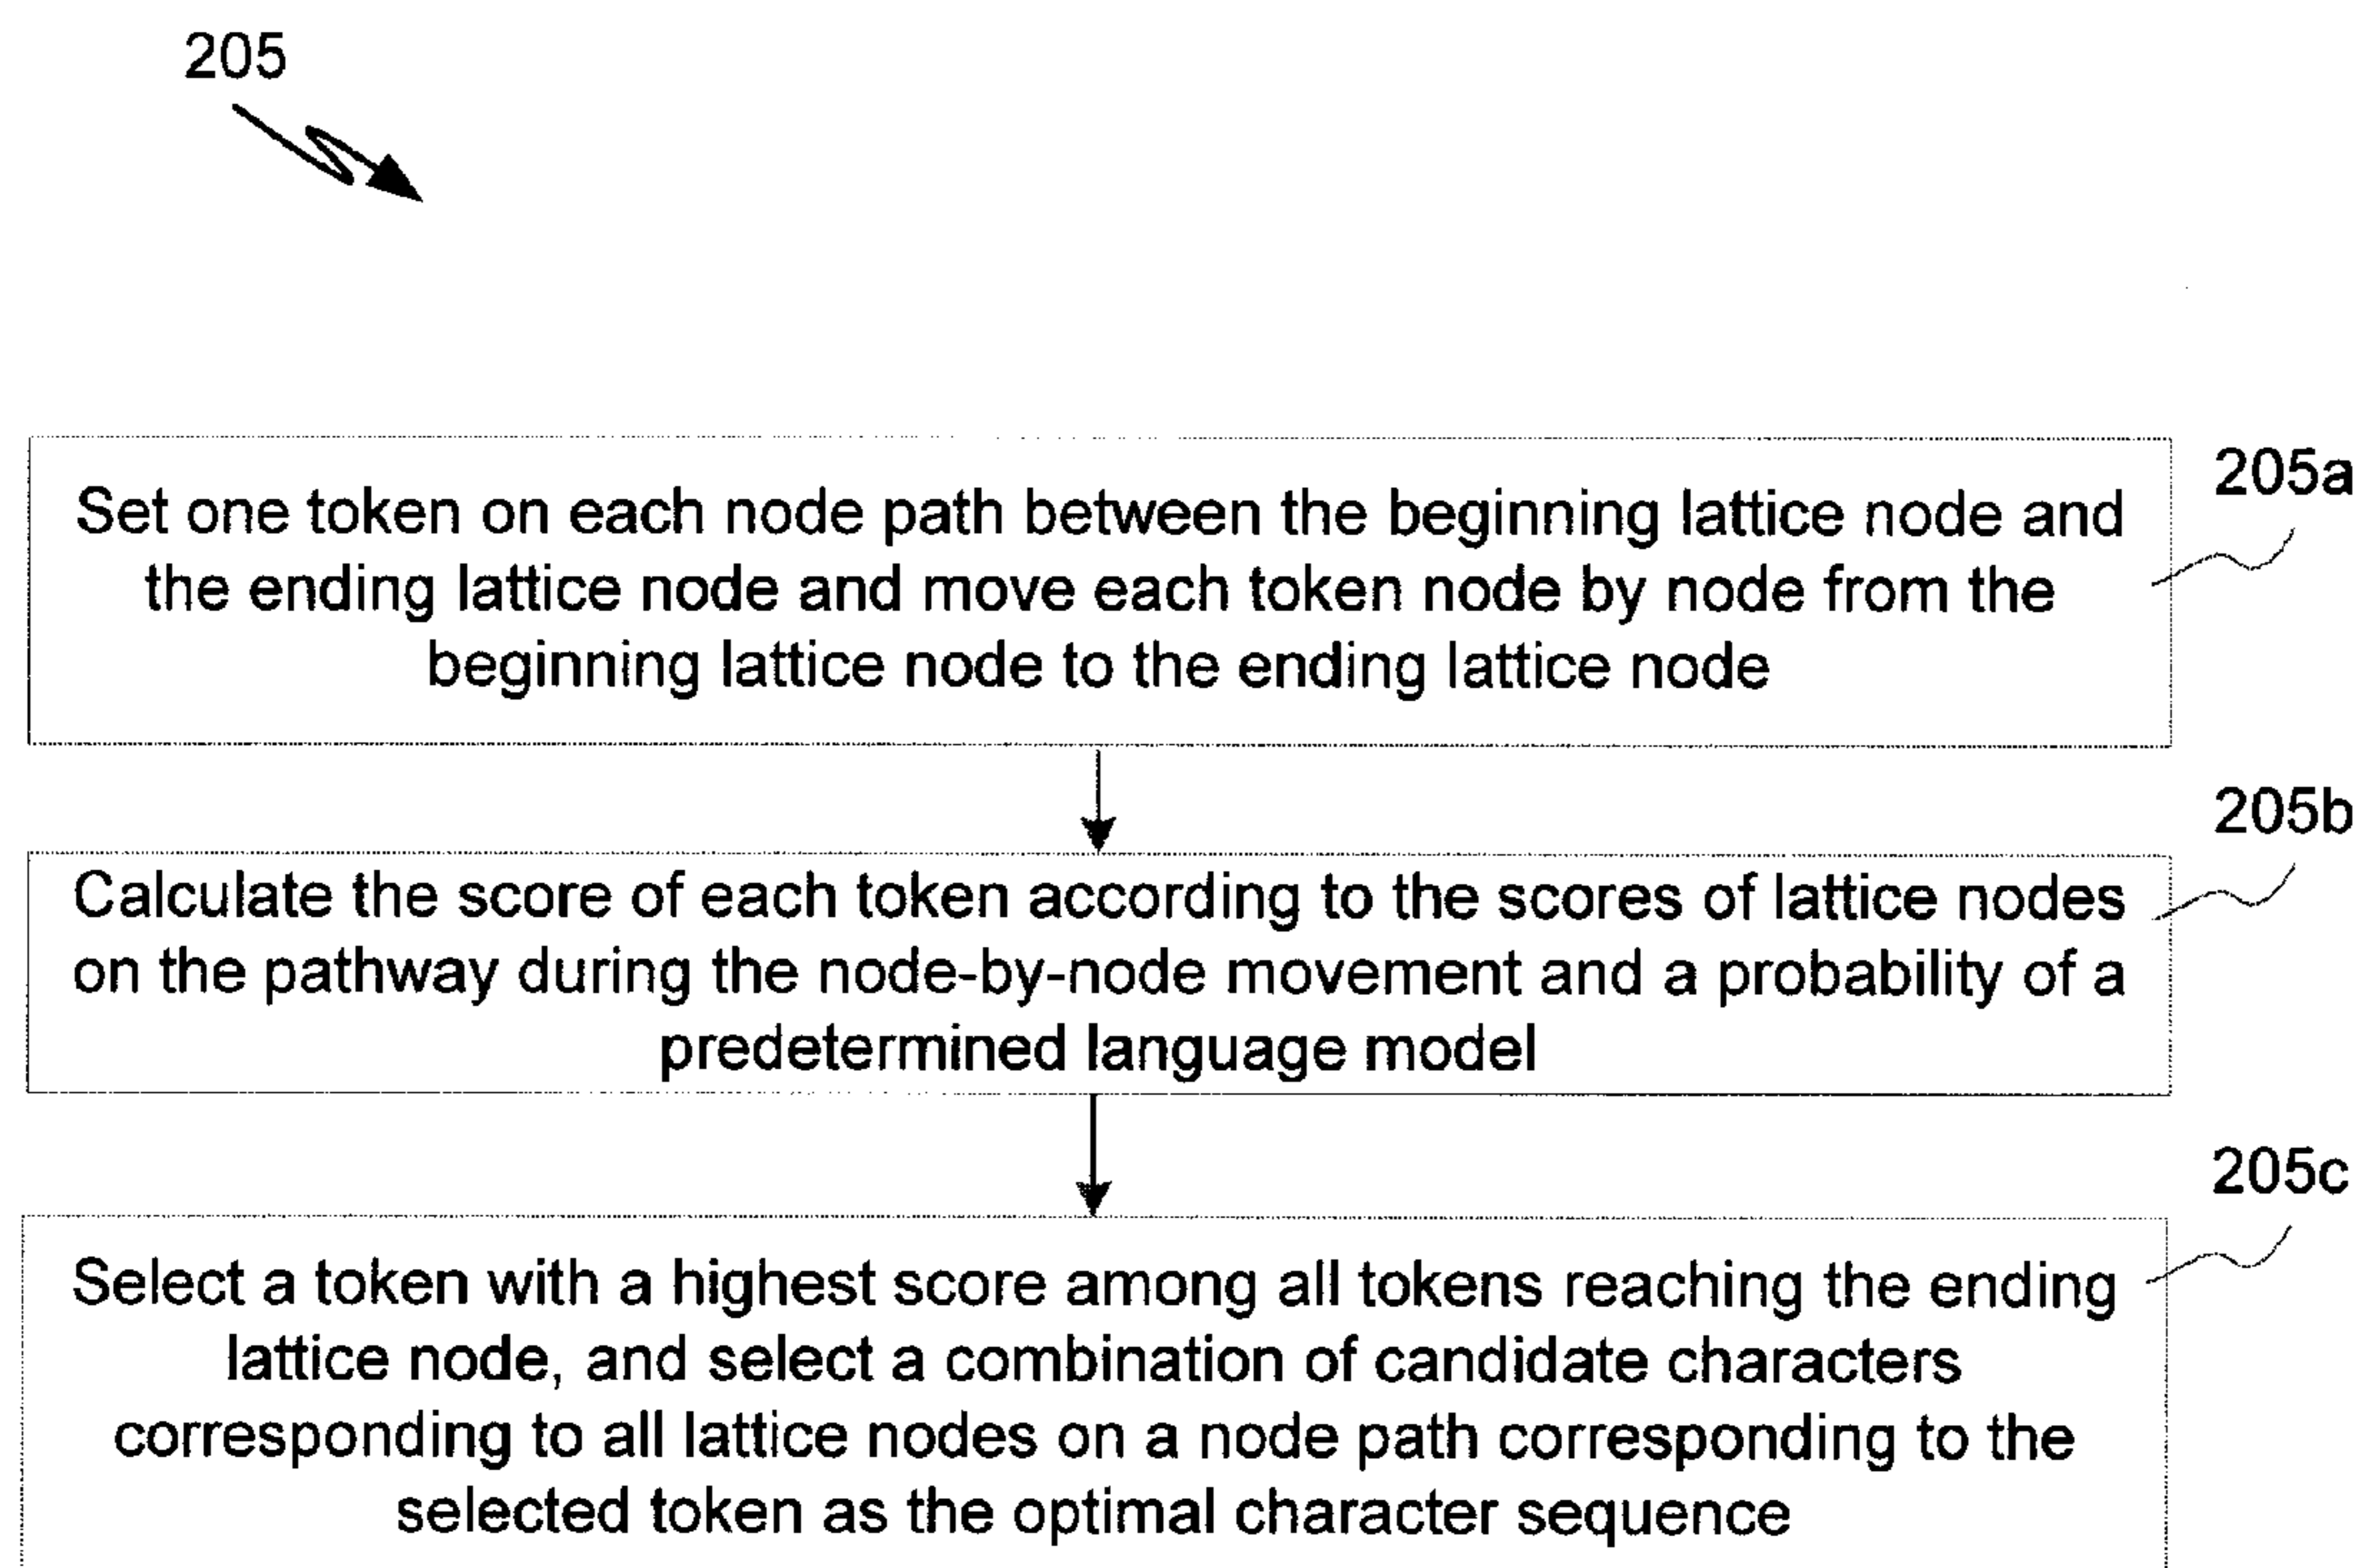 205
205a
Set one token on each node path between the beginning lattice node and
the ending lattice node and move each token node by node from the
beginning lattice node to the ending lattice node
205b
Calculate the score of each token according to the scores of lattice nodes
on the pathway during the node-by-node movement and a probability of a
predetermined language model
205c
Select a token with a highest score among all tokens reaching the ending
lattice node, and select a combination of candidate characters
corresponding to all lattice nodes on a node path corresponding to the
selected token as the optimal character sequence